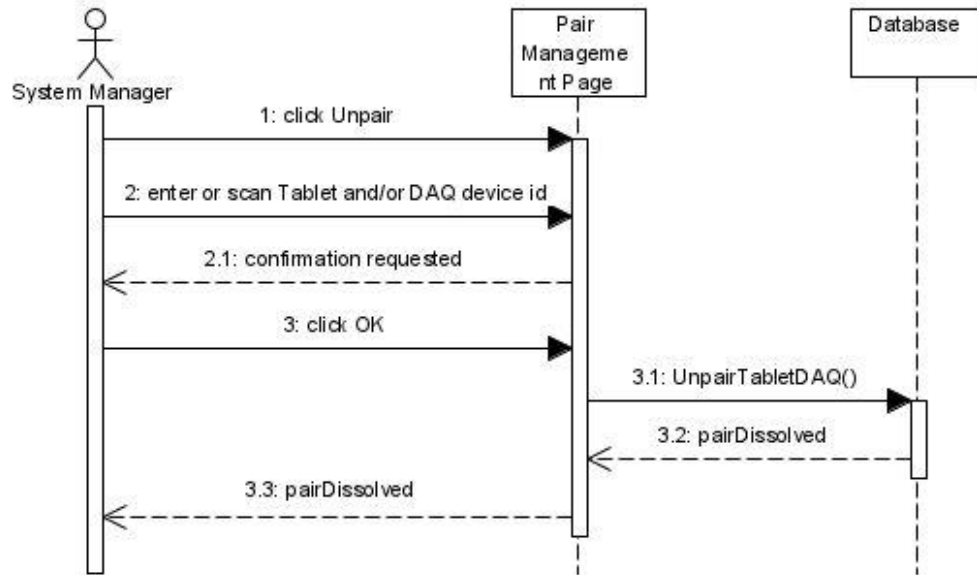 Pair
Manageme
nt Page
Database
System Manager
1: click Unpair
2: enter or scan Tablet and/or DAQ device id
2.1: confirmation requested
3: click OK
3.1: UnpairTabletDAQ()
3.2: pairDissolved
3.3: pairDissolved